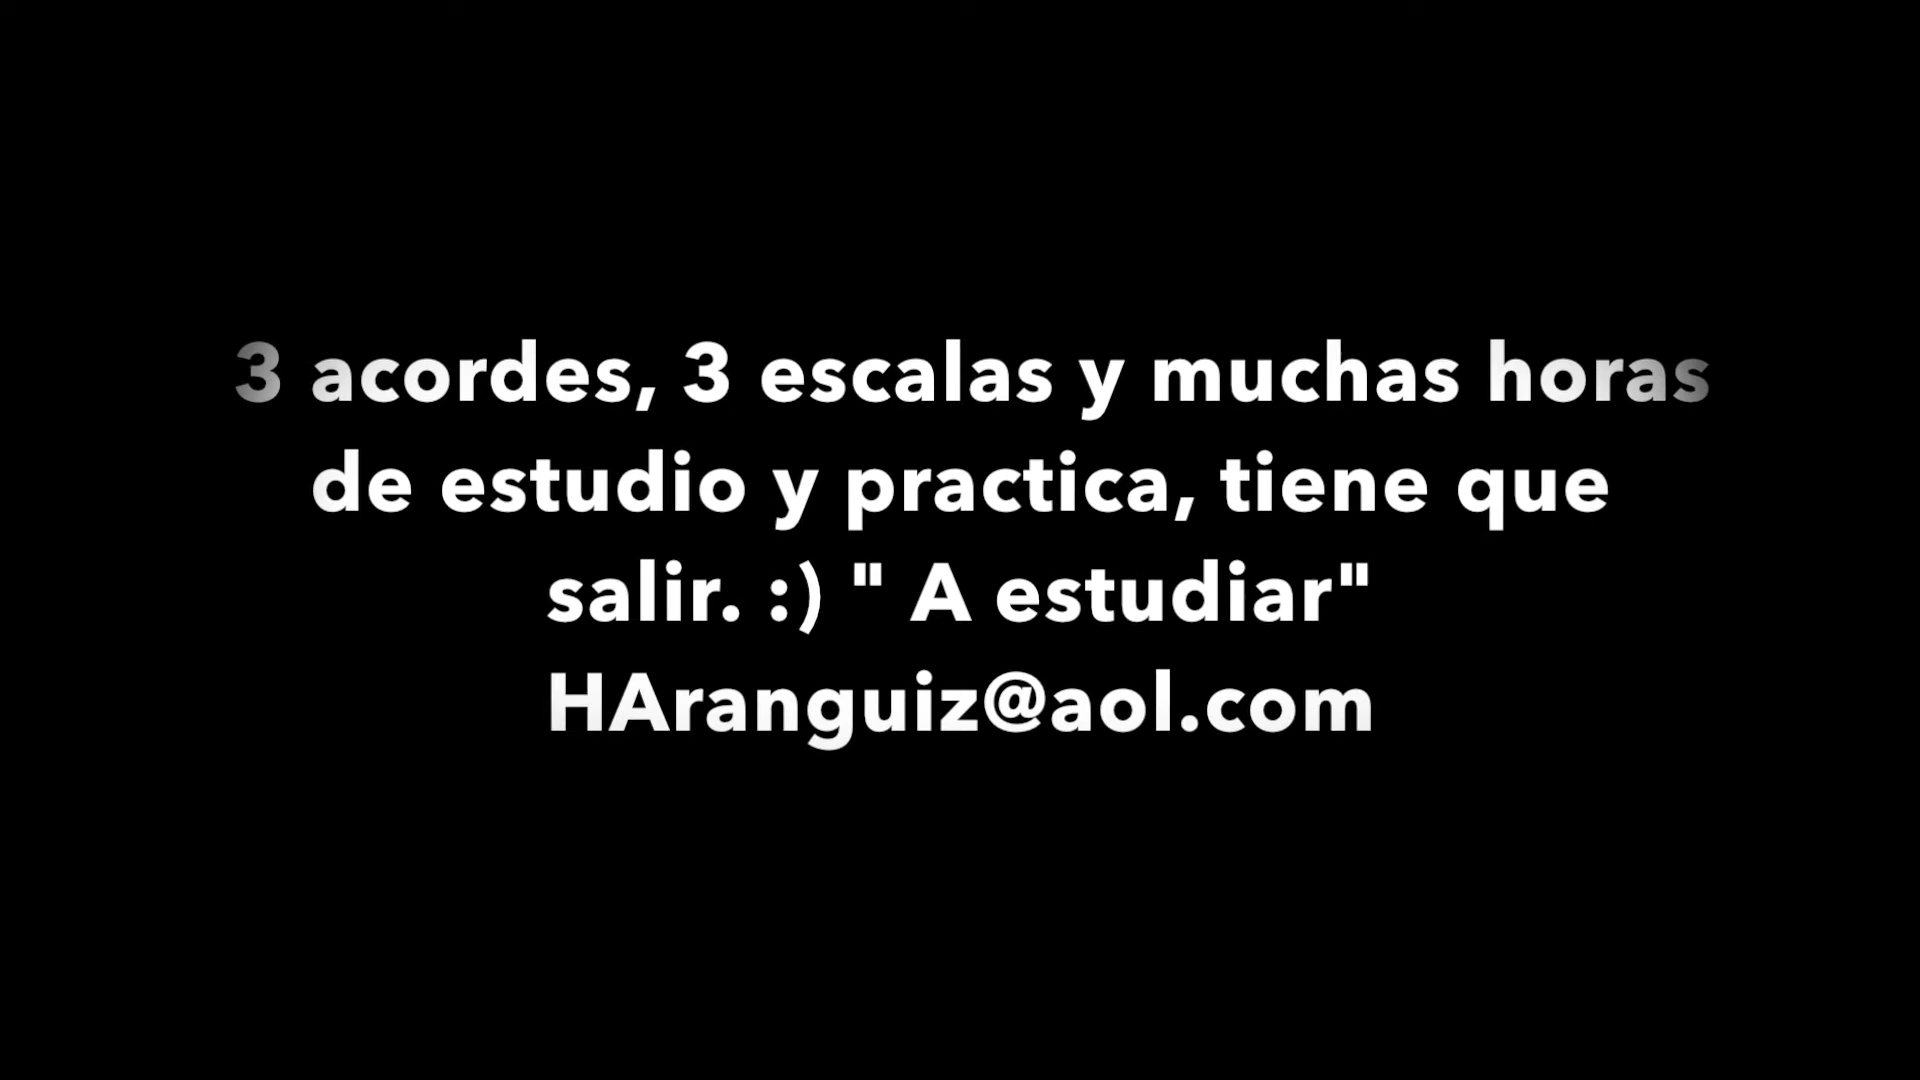 3 acordes, 3 escalas y muchas horas
de estudio y practica, tiene que
salir. :) " A estudiar"
HAranguiz@aol.com